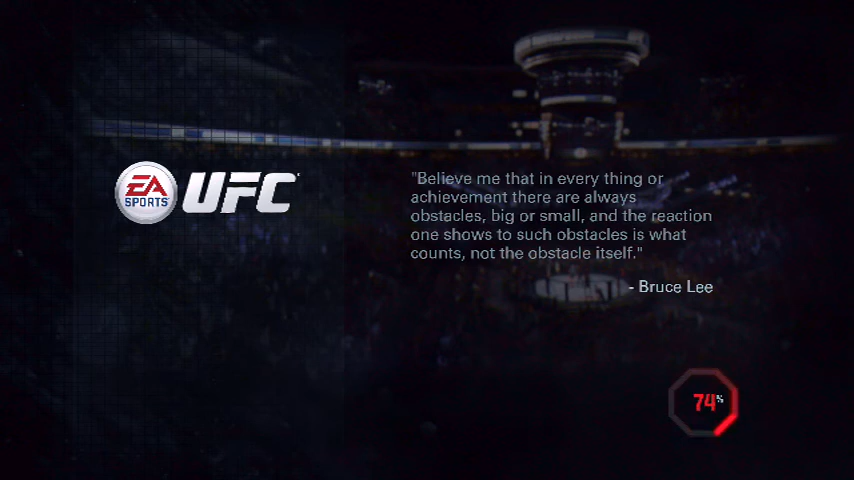 EA
SPORTS
UFC
"Believe me that in every thing or
achievement there are always
obstacles, big or small, and the reaction
one shows to such obstacles is what
counts, not the obstacle itself."
- Bruce Lee
74%